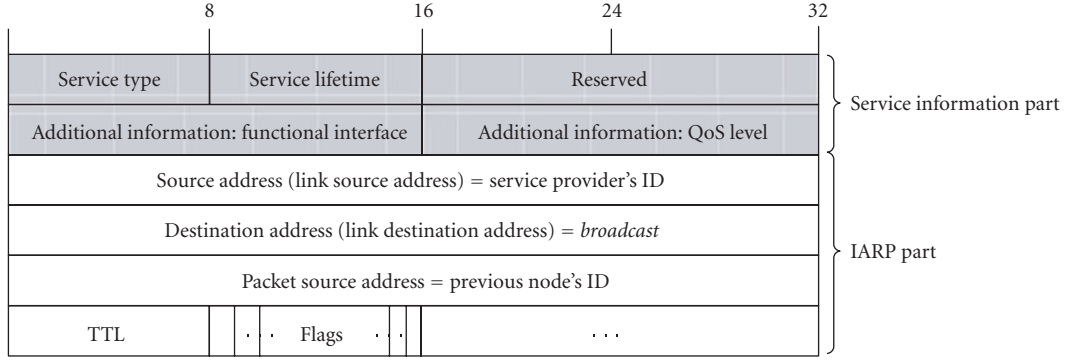 8 16 24 32
Service type Service lifetime Reserved
Service information part
Additional information: functional interface Additional information: QoS level
Source address (link source address) = service provider's ID
Destination address (link destination address) = broadcast
IARP part
Packet source address = previous node's ID
TTL ... Flags ... ...